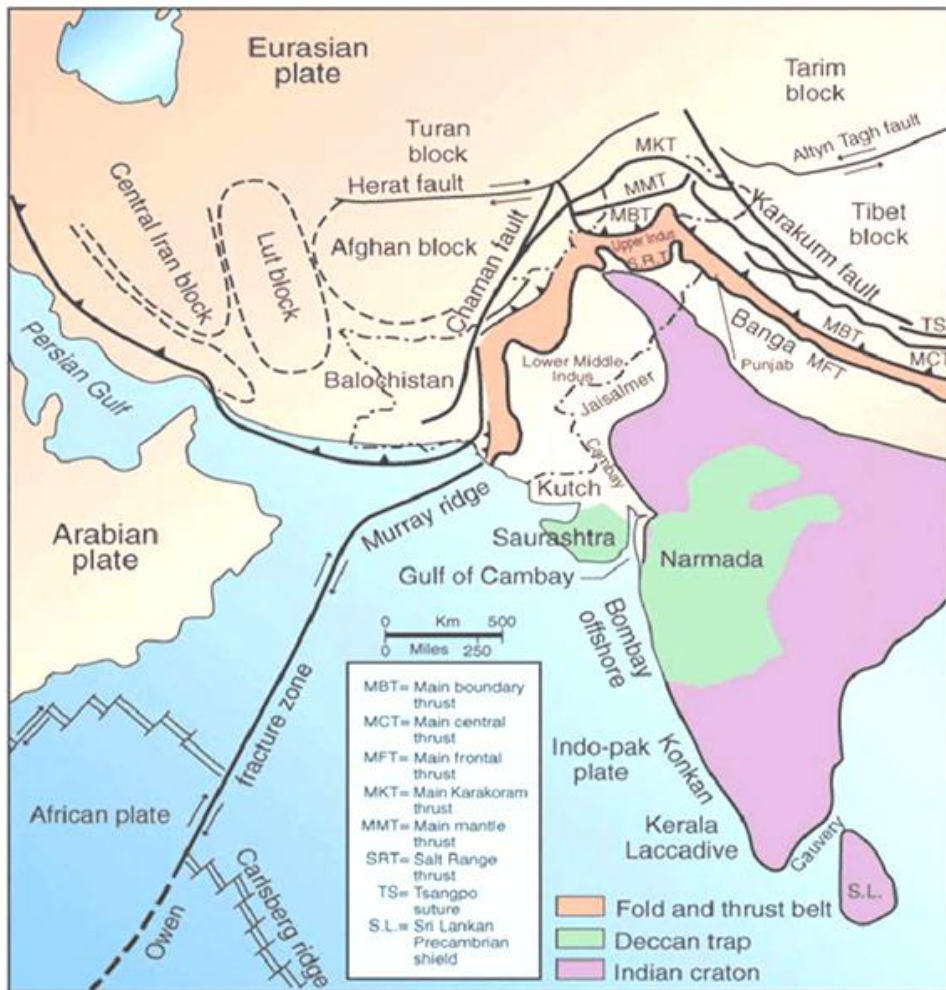 Eurasian
plate
Tarim
block
Turan
block
Altyn Tagh fault
MKT
Herat fault
MMT
Karakurm fault
Central Iran block
Lut block
Afghan block
Chaman fault
MBT
Tibet
block
Upper Indus
S.R.T
Persian Gulf
Balochistan
Lower Middle
Indus
Jaisalmer
Banga
Punjab
MFT
MBT
TS
MCT
Cambay
Kutch
Murray ridge
Arabian
plate
Saurashtra
Narmada
Gulf of Cambay
0 Km 500
0 Miles 250
Bombay
offshore
MBT= Main boundary
thrust
MCT= Main central
thrust
MFT= Main frontal
thrust
MKT= Main Karakoram
thrust
MMT= Main mantle
thrust
SRT= Salt Range
thrust
TS= Tsangpo
suture
S.L.= Sri Lankan
Precambrian
shield
fracture zone
Owen
African plate
Carlsberg ridge
Indo-pak
plate
Konkan
Kerala
Laccadive
Cauvery
S.L.
Fold and thrust belt
Deccan trap
Indian craton